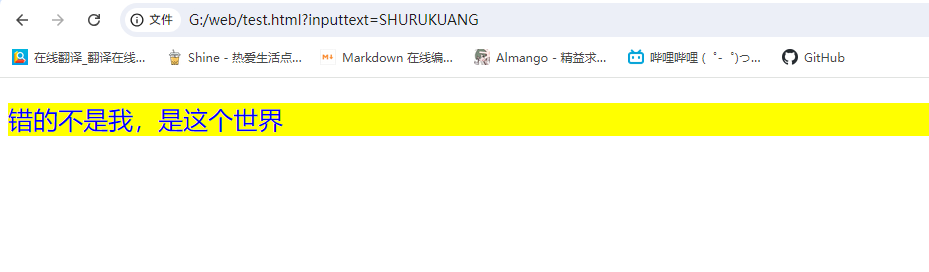 文件 G:/web/test.html?inputtext=SHURUKUANG
在线翻译_翻译在线... Shine - 热爱生活点... M↓ Markdown 在线编... Almango - 精益求... 哔哩哔哩 ( ゜- ゜)つ... GitHub
错的不是我，是这个世界